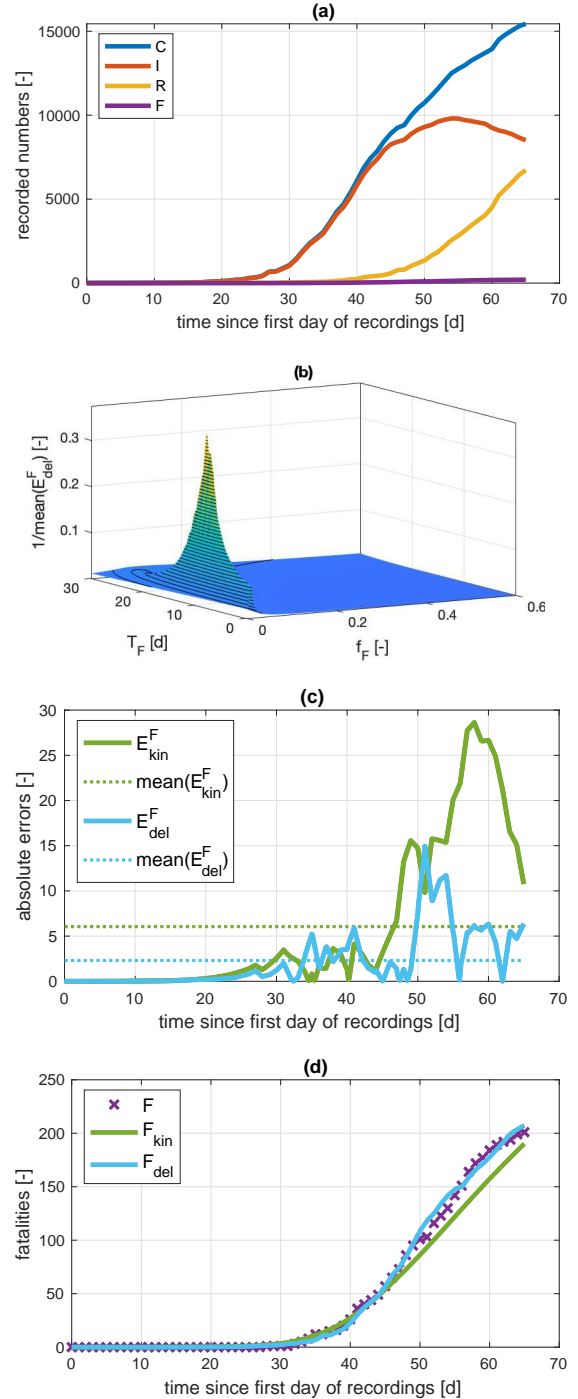 (a)
15000
10000
5000
0
recorded numbers [-]
C
I
R
F
0 10 20 30 40 50 60 70
time since first day of recordings [d]
(b)
0.3
0.2
0.1
1/mean(E^F_del) [-]
30 20 10 0
T_F [d]
0 0.2 0.4 0.6
f_F [-]
(c)
30
25
20
15
10
5
0
absolute errors [-]
E^F_kin
mean(E^F_kin)
E^F_del
mean(E^F_del)
0 10 20 30 40 50 60 70
time since first day of recordings [d]
(d)
250
200
150
100
50
0
fatalities [-]
F
F_kin
F_del
0 10 20 30 40 50 60 70
time since first day of recordings [d]